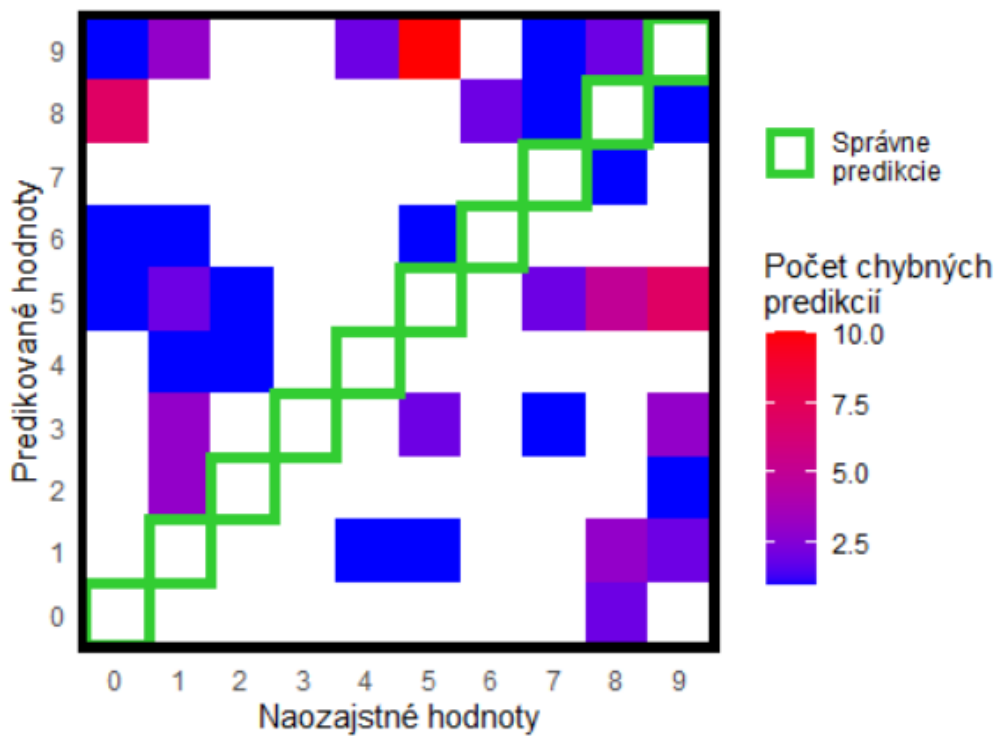 Predikované hodnoty
9
8
7
6
5
4
3
2
1
0
0 1 2 3 4 5 6 7 8 9
Naozajstné hodnoty
Správne
predikcie
Počet chybných
predikcií
10.0
7.5
5.0
2.5